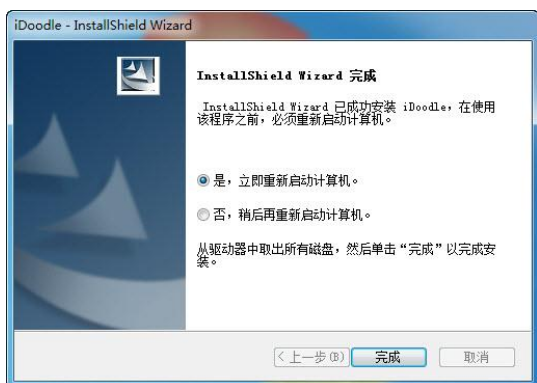 iDoodle - InstallShield Wizard
InstallShield Wizard 完成
InstallShield Wizard 已成功安装 iDoodle，在使用
该程序之前，必须重新启动计算机。
是，立即重新启动计算机。
否，稍后再重新启动计算机。
从驱动器中取出所有磁盘，然后单击“完成”以完成安
装。
<上一步(B) 完成 取消